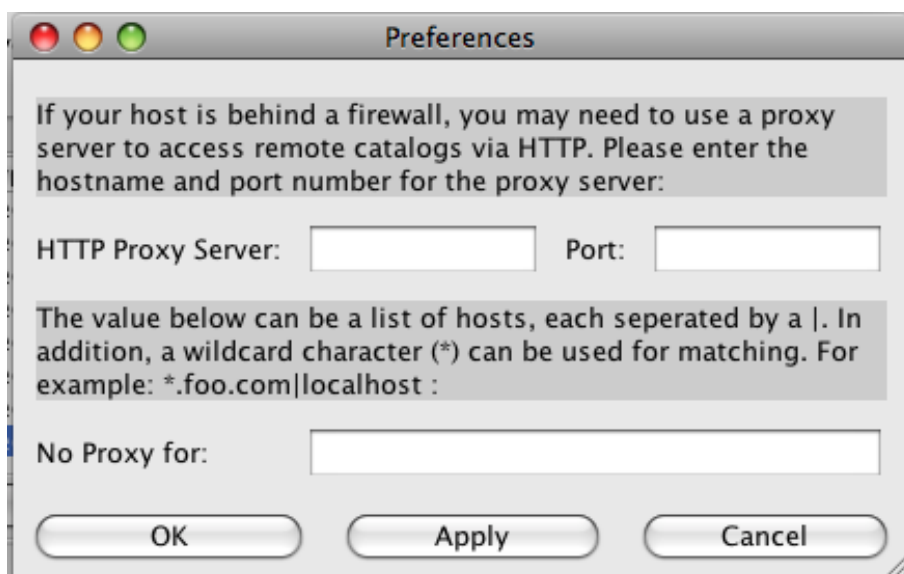 Preferences
If your host is behind a firewall, you may need to use a proxy
server to access remote catalogs via HTTP. Please enter the
hostname and port number for the proxy server:
HTTP Proxy Server: Port:
The value below can be a list of hosts, each seperated by a |. In
addition, a wildcard character (*) can be used for matching. For
example: *.foo.com|localhost :
No Proxy for:
OK Apply Cancel